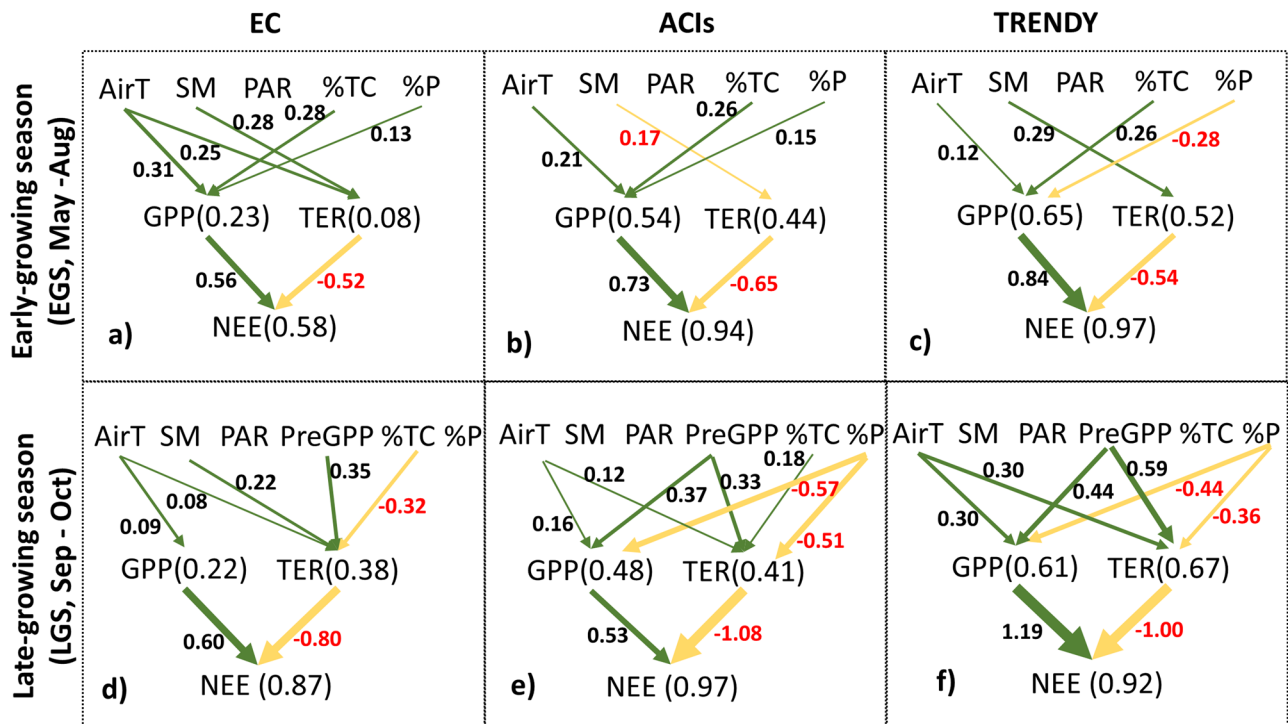 EC ACIs TRENDY
Early-growing season
(EGS, May -Aug)
AirT SM PAR %TC %P
0.28
0.28
0.13
0.25
0.31
GPP(0.23) TER(0.08)
0.56
-0.52
NEE(0.58)
a)
AirT SM PAR %TC %P
0.26
0.17
0.15
0.21
GPP(0.54) TER(0.44)
0.73
-0.65
NEE (0.94)
b)
AirT SM PAR %TC %P
0.29
0.26
-0.28
0.12
GPP(0.65) TER(0.52)
0.84
-0.54
NEE (0.97)
c)
Late-growing season
(LGS, Sep - Oct)
AirT SM PAR PreGPP %TC %P
0.35
0.22
0.08
-0.32
0.09
GPP(0.22) TER(0.38)
0.60
-0.80
NEE (0.87)
d)
AirT SM PAR PreGPP %TC %P
0.18
0.12
0.33
-0.57
0.37
0.16
-0.51
GPP(0.48) TER(0.41)
0.53
-1.08
NEE (0.97)
e)
AirT SM PAR PreGPP %TC %P
0.30
0.59
0.44
-0.44
0.30
-0.36
GPP(0.61) TER(0.67)
1.19
-1.00
NEE (0.92)
f)